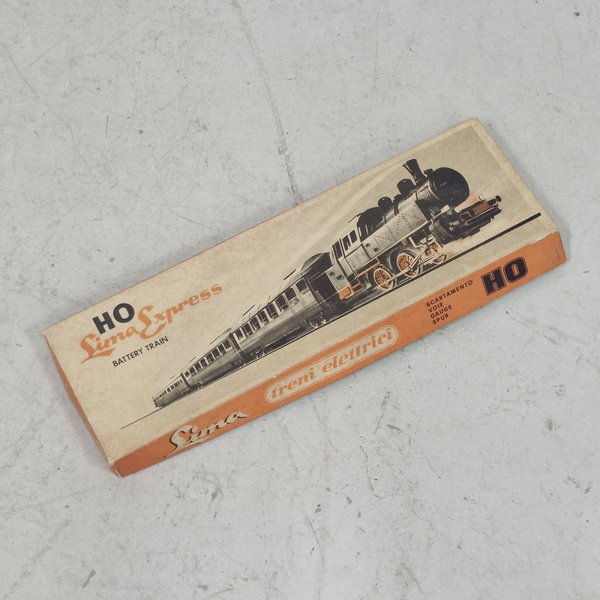 HO
Lima Express
BATTERY TRAIN
SCARTAMENTO
VOIE
GAUGE
SPUR
HO
Lima
treni elettrici